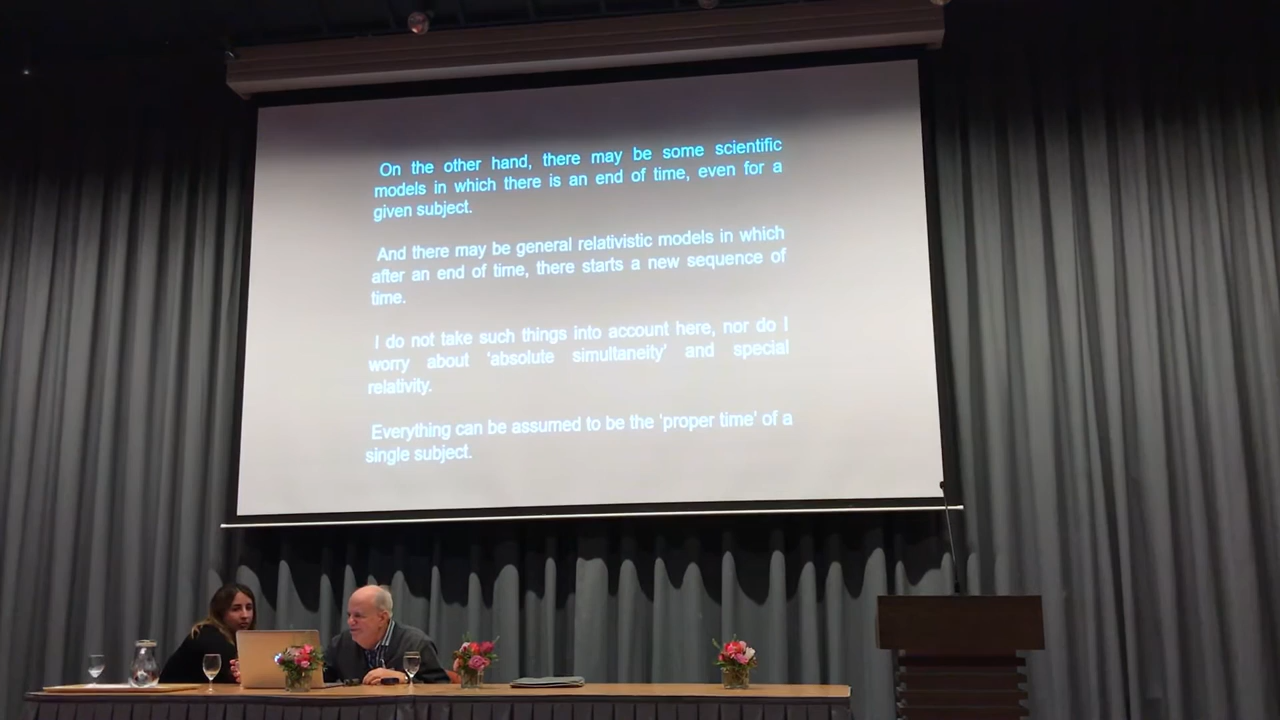 On the other hand, there may be some scientific
models in which there is an end of time, even for a
given subject.
And there may be general relativistic models in which
after an end of time, there starts a new sequence of
time.
I do not take such things into account here, nor do I
worry about 'absolute simultaneity' and special
relativity.
Everything can be assumed to be the 'proper time' of a
single subject.